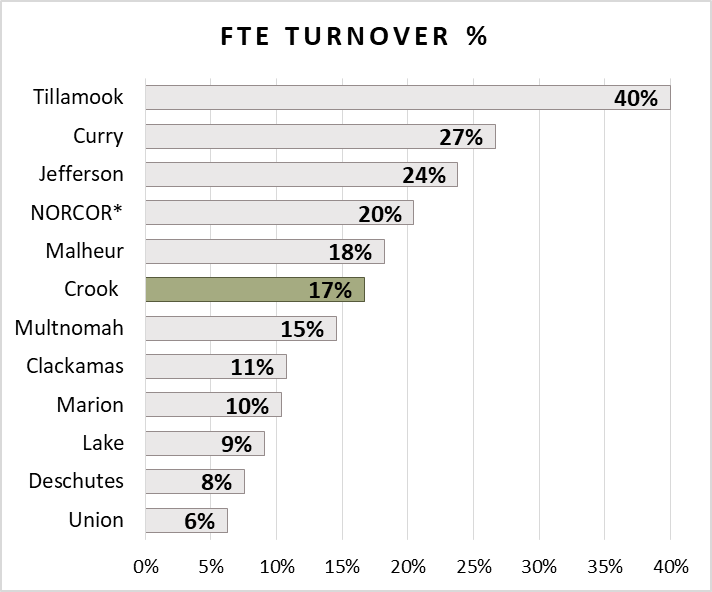 FTE TURNOVER %
Tillamook 40%
Curry 27%
Jefferson 24%
NORCOR* 20%
Malheur 18%
Crook 17%
Multnomah 15%
Clackamas 11%
Marion 10%
Lake 9%
Deschutes 8%
Union 6%
0% 5% 10% 15% 20% 25% 30% 35% 40%